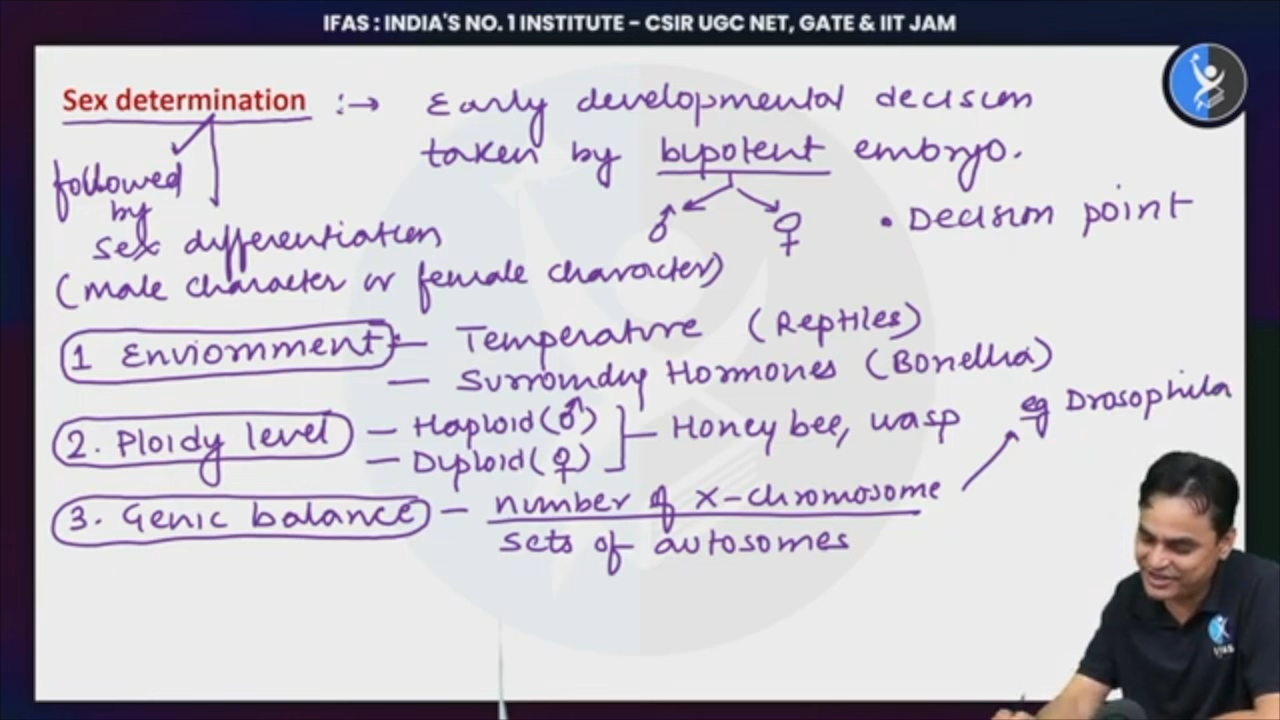 IFAS : INDIA'S NO. 1 INSTITUTE - CSIR UGC NET, GATE & IIT JAM
Sex determination :→ Early developmental decision
taken by bipotent embryo.
followed
by
sex differentiation
♂ ♀ • Decision point
(male character or female character)
1 Enviornment - Temperature (Reptiles)
- Surrounding Hormones (Bonellia)
2. Ploidy level - Haploid (♂)
- Diploid (♀)
Honey bee, wasp
eg Drosophila
3. Genic balance - number of x-chromosome
sets of autosomes
IFAS